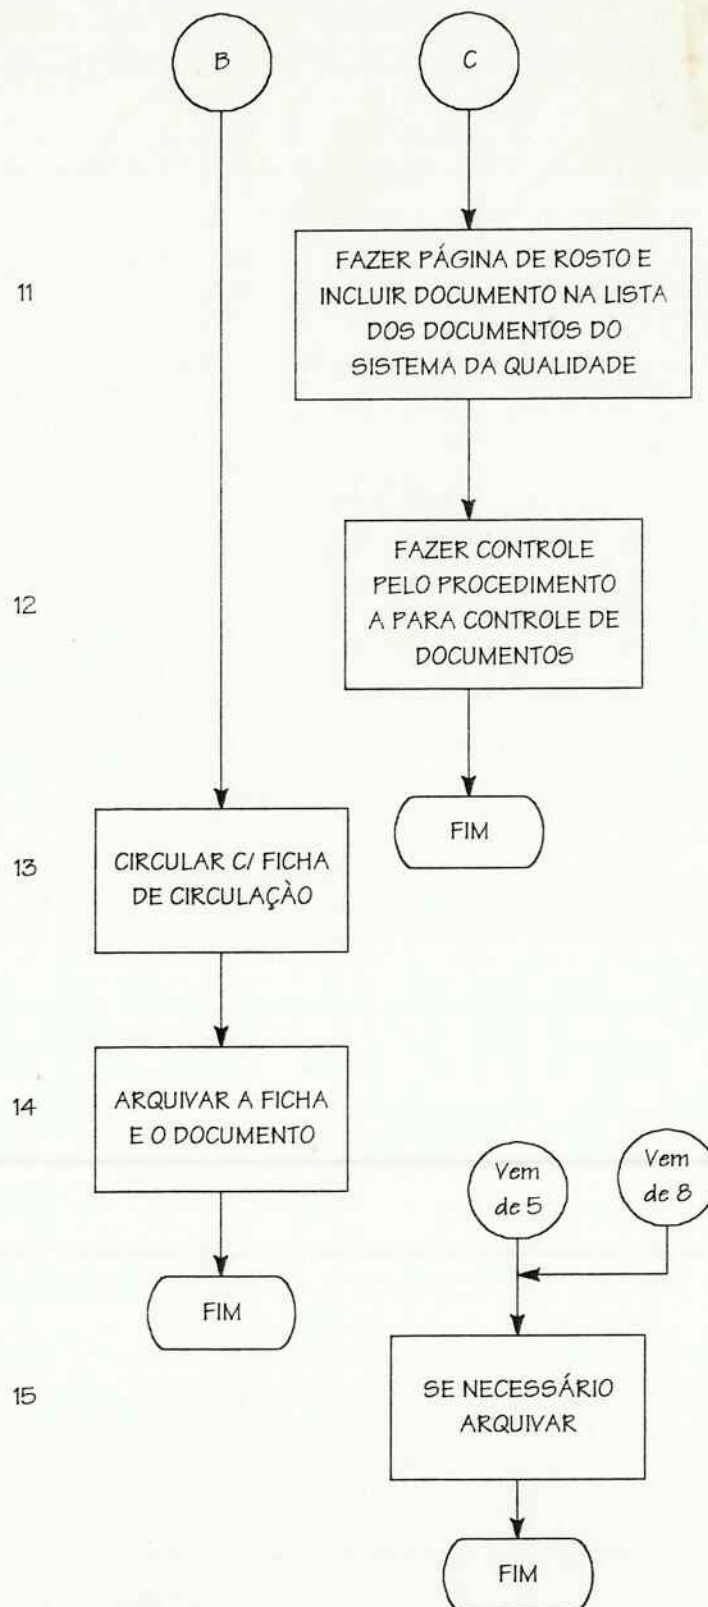 B
C
11
FAZER PÁGINA DE ROSTO E
INCLUIR DOCUMENTO NA LISTA
DOS DOCUMENTOS DO
SISTEMA DA QUALIDADE
12
FAZER CONTROLE
PELO PROCEDIMENTO
A PARA CONTROLE DE
DOCUMENTOS
FIM
13
CIRCULAR C/ FICHA
DE CIRCULAÇÀO
14
ARQUIVAR A FICHA
E O DOCUMENTO
FIM
Vem
de 5
Vem
de 8
15
SE NECESSÁRIO
ARQUIVAR
FIM